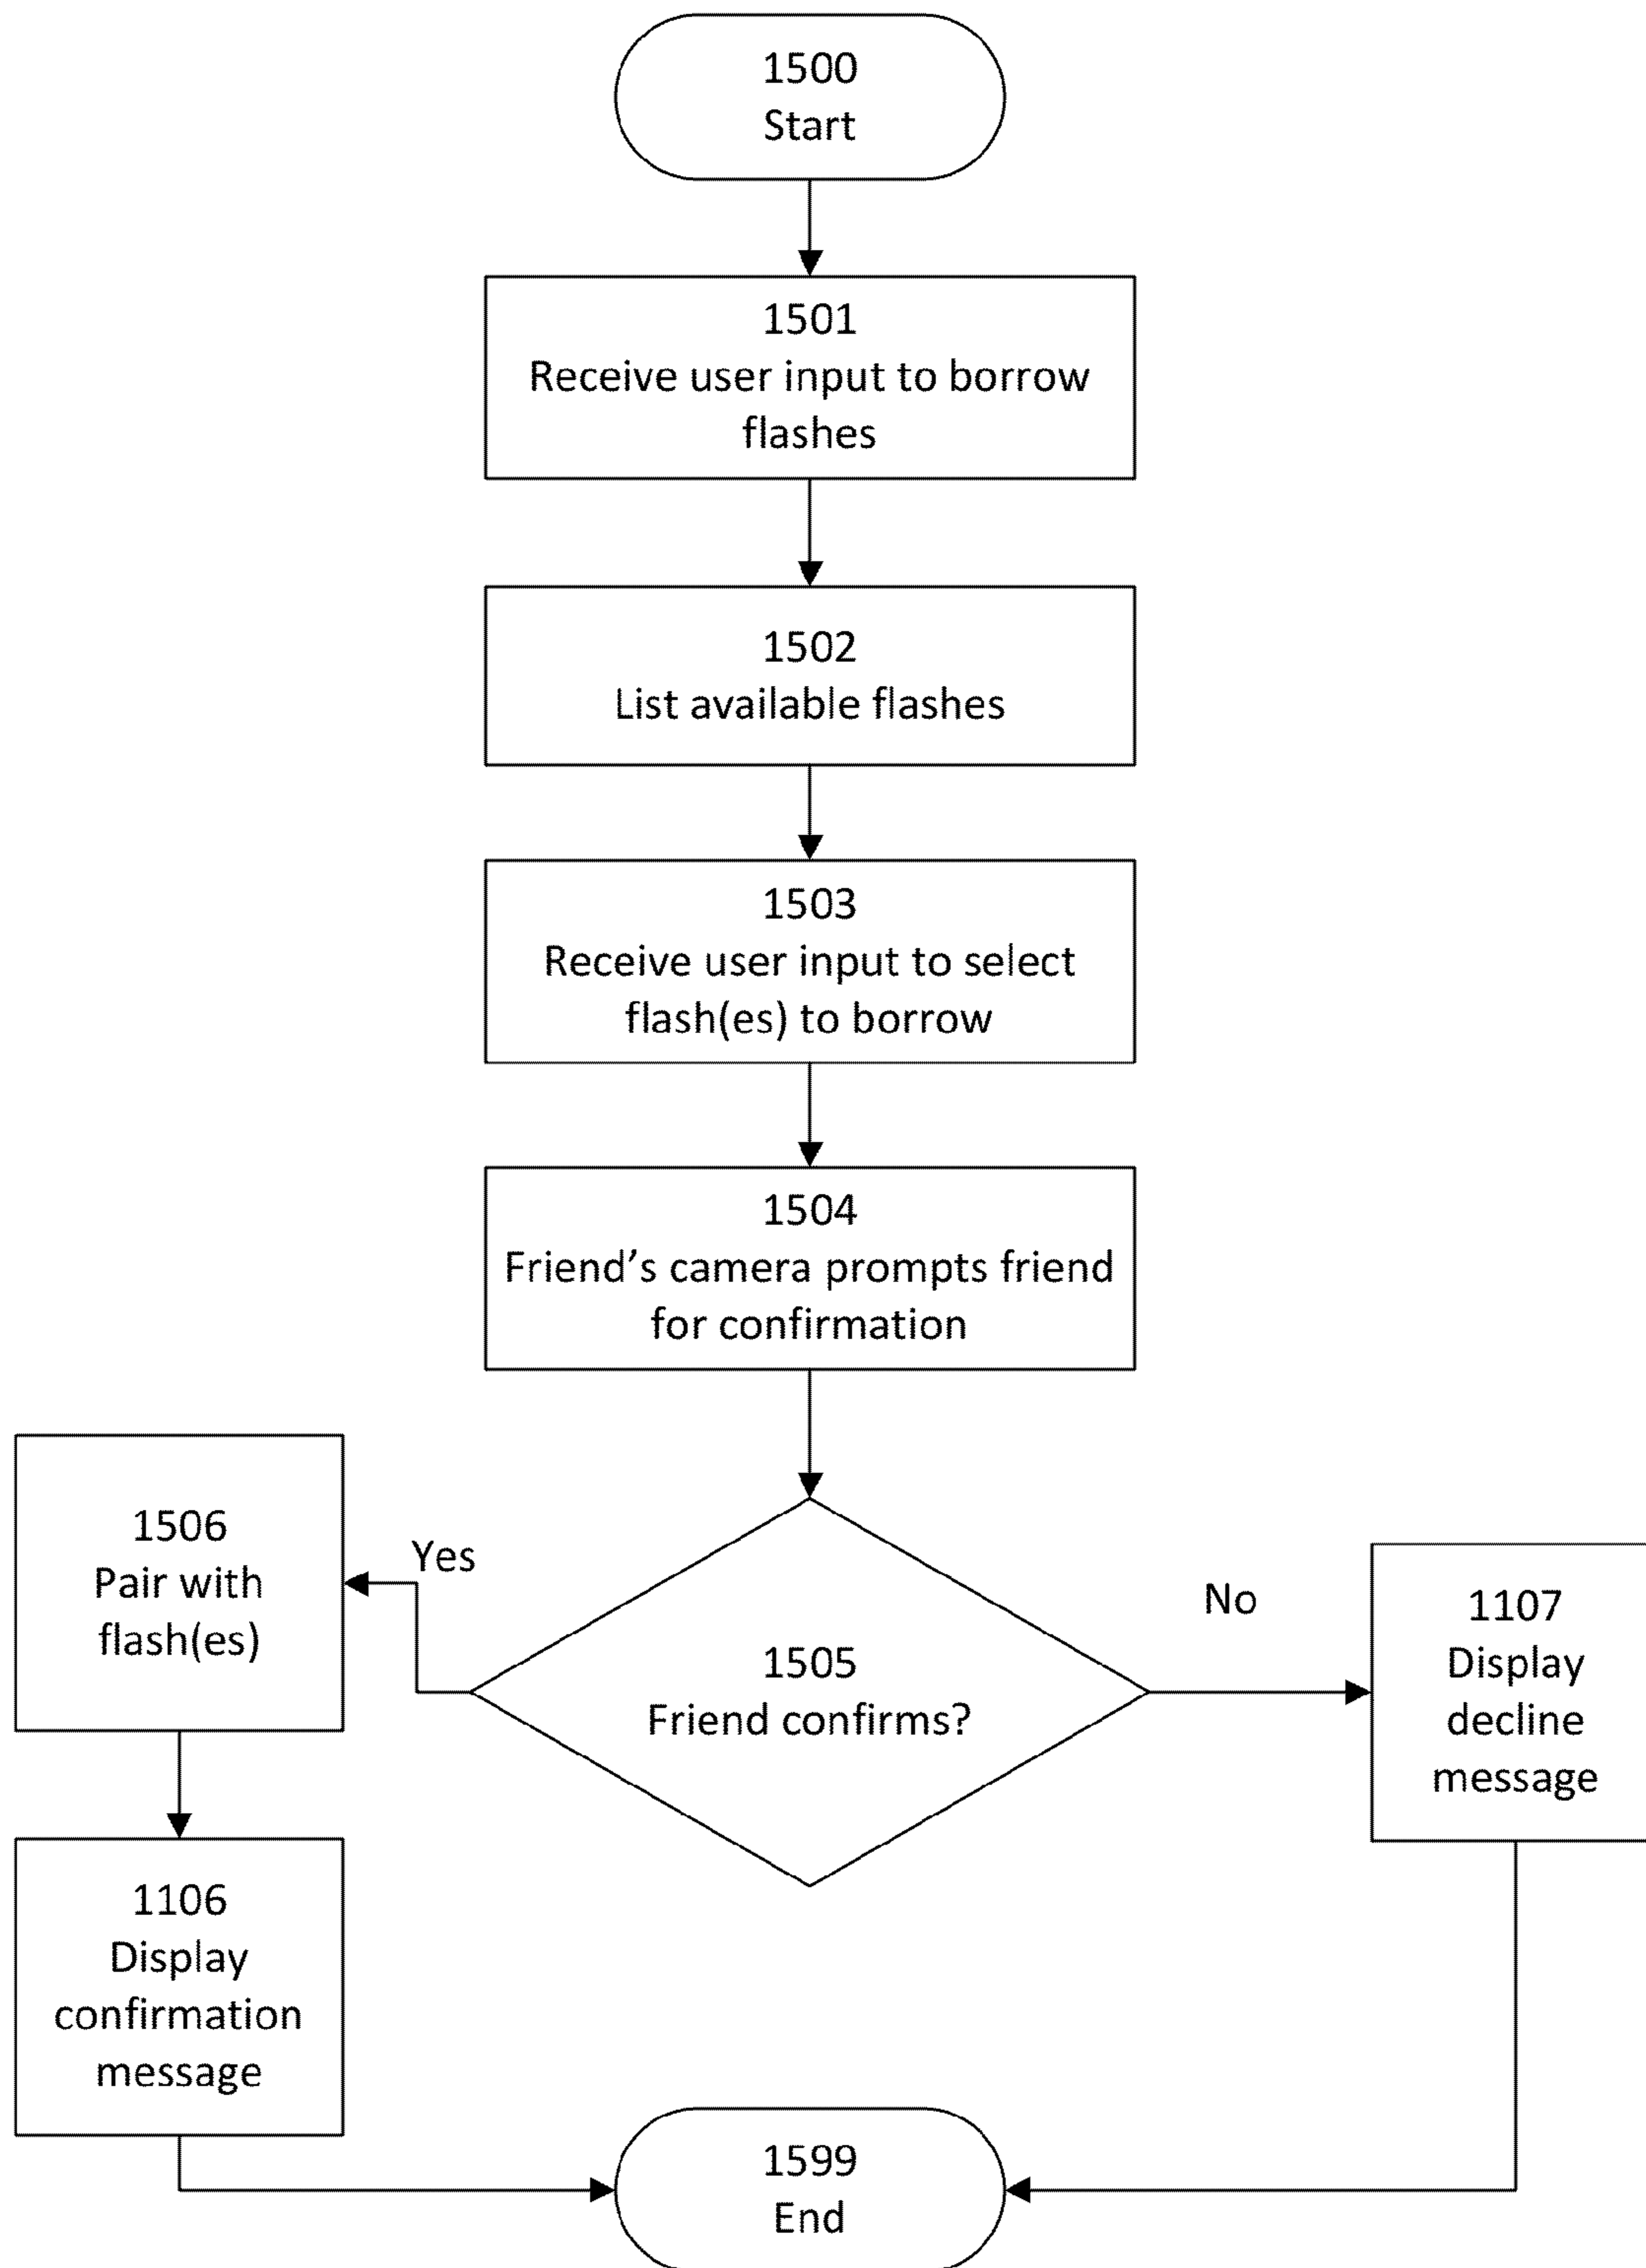 1500
Start
1501
Receive user input to borrow
flashes
1502
List available flashes
1503
Receive user input to select
flash(es) to borrow
1504
Friend’s camera prompts friend
for confirmation
1506
Pair with
flash(es)
Yes
1505
Friend confirms?
No
1107
Display
decline
message
1106
Display
confirmation
message
1599
End